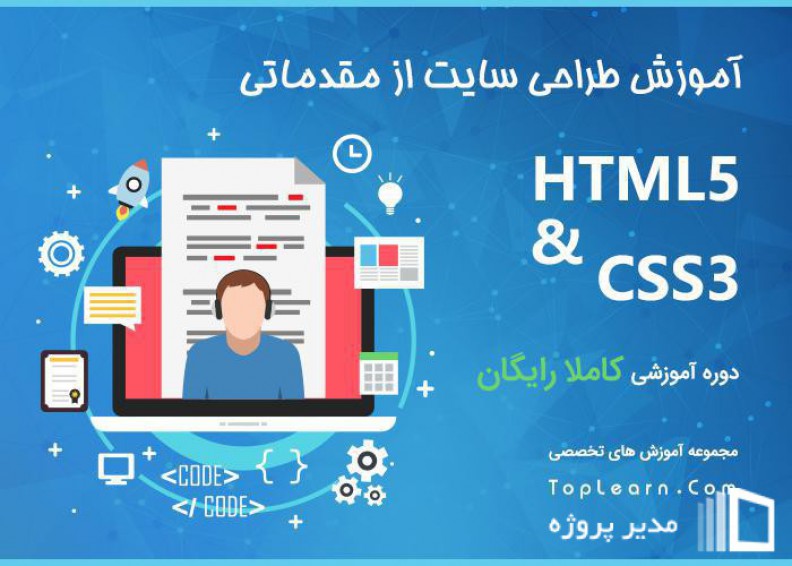 آموزش طراحی سایت از مقدماتی
HTML5
&
CSS3
دوره آموزشی کاملا رایگان
مجموعه آموزش های تخصصی
TopLearn.Com
مدیر پروژه
<CODE> { }
</ CODE>